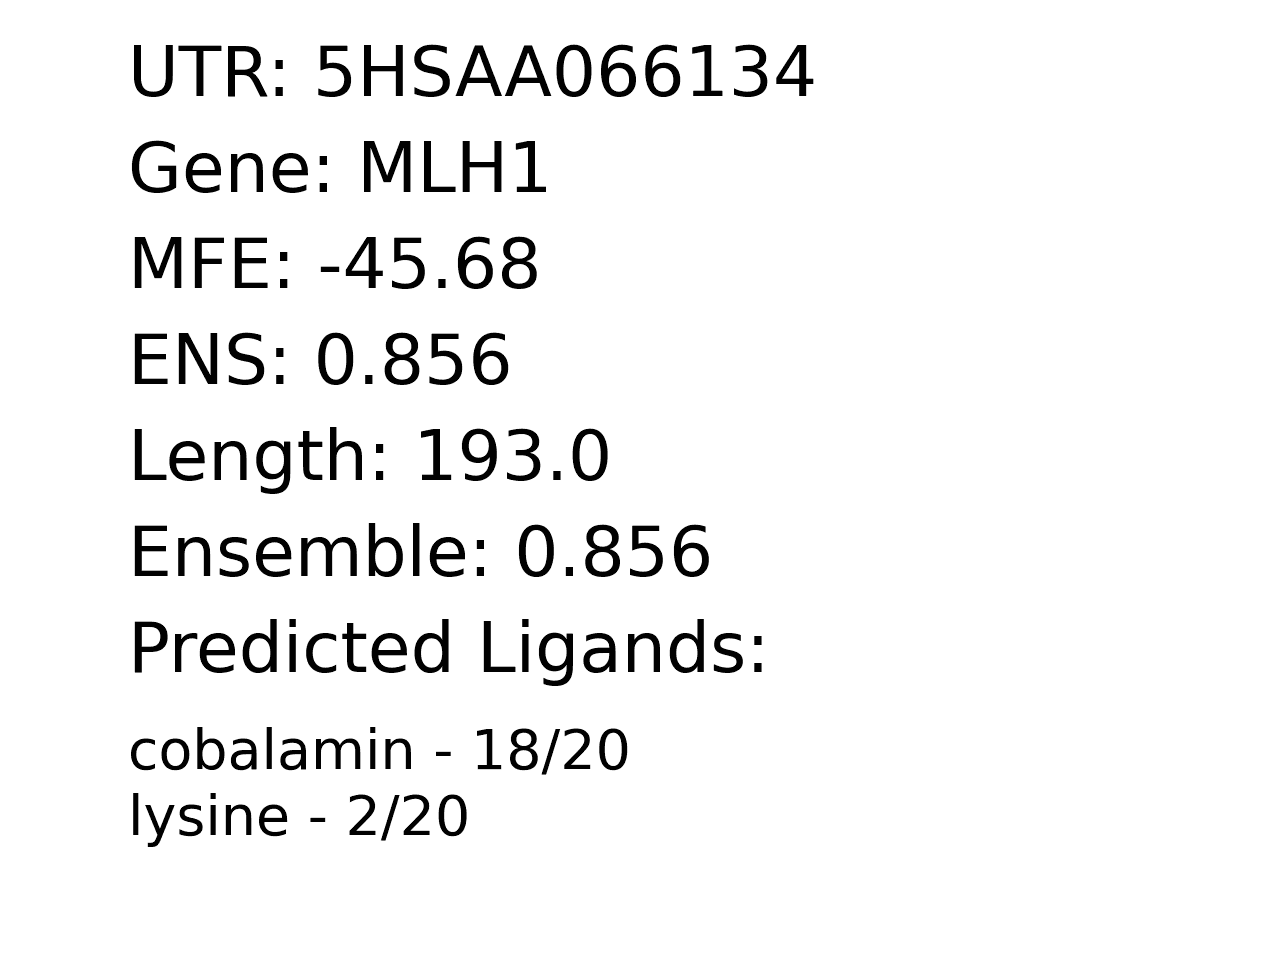 UTR: 5HSAA066134
Gene: MLH1
MFE: -45.68
ENS: 0.856
Length: 193.0
Ensemble: 0.856
Predicted Ligands:
cobalamin - 18/20
lysine - 2/20